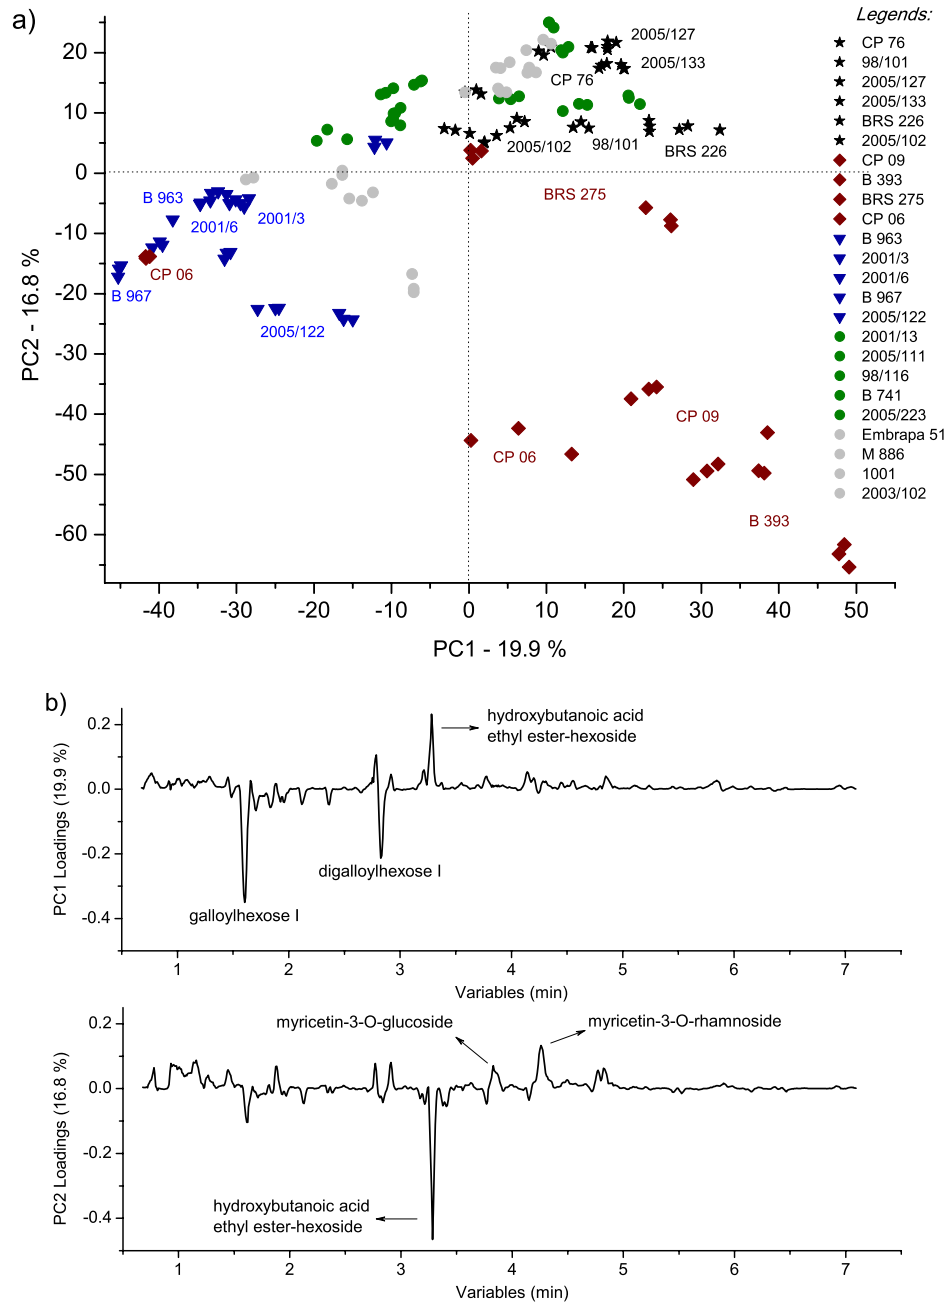 a)
Legends:
CP 76
98/101
2005/127
2005/133
BRS 226
2005/102
CP 09
B 393
BRS 275
CP 06
B 963
2001/3
2001/6
B 967
2005/122
2001/13
2005/111
98/116
B 741
2005/223
Embrapa 51
M 886
1001
2003/102
20
10
0
-10
-20
-30
-40
-50
-60
PC2 - 16.8 %
2005/127
2005/133
CP 76
2005/102
98/101
BRS 226
BRS 275
B 963
2001/6
2001/3
CP 06
B 967
2005/122
CP 09
CP 06
B 393
-40
-30
-20
-10
0
10
20
30
40
50
PC1 - 19.9 %
b)
PC1 Loadings (19.9 %)
0.2
0.0
-0.2
-0.4
hydroxybutanoic acid
ethyl ester-hexoside
digalloylhexose I
galloylhexose I
1
2
3
4
5
6
7
Variables (min)
PC2 Loadings (16.8 %)
0.2
0.0
-0.2
-0.4
myricetin-3-O-glucoside
myricetin-3-O-rhamnoside
hydroxybutanoic acid
ethyl ester-hexoside
1
2
3
4
5
6
7
Variables (min)